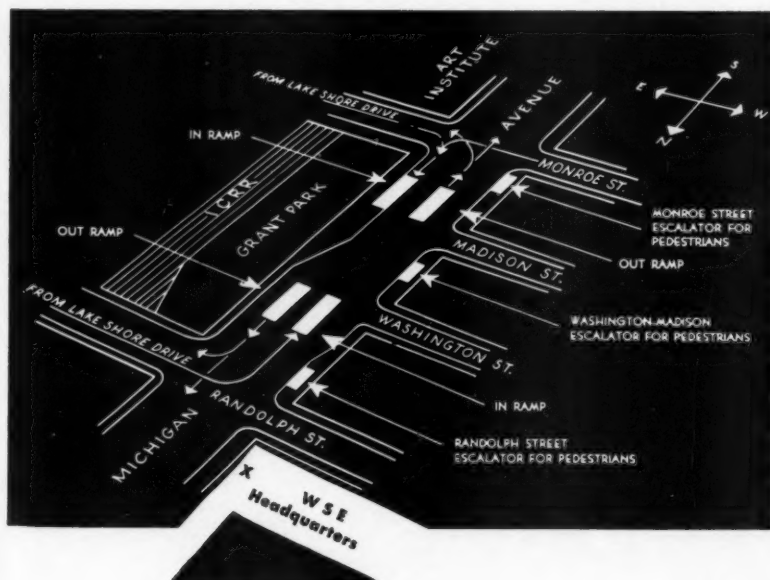 ART
INSTITUTE
FROM LAKE SHORE DRIVE
AVENUE
S
E
W
N
IN RAMP
MONROE ST.
I.C.R.R.
GRANT PARK
MONROE STREET
ESCALATOR FOR
PEDESTRIANS
OUT RAMP
MADISON ST.
OUT RAMP
FROM LAKE SHORE DRIVE
WASHINGTON ST.
WASHINGTON-MADISON
ESCALATOR FOR PEDESTRIANS
IN RAMP
MICHIGAN
RANDOLPH ST.
RANDOLPH STREET
ESCALATOR FOR PEDESTRIANS
X
W S E
Headquarters